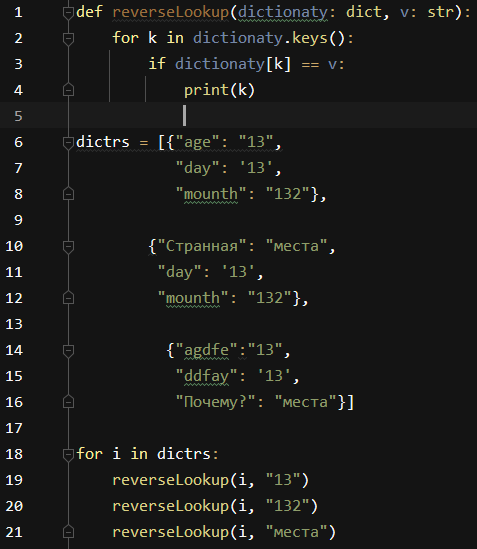 1 def reverseLookup(dictionaty: dict, v: str):
2 for k in dictionaty.keys():
3 if dictionaty[k] == v:
4 print(k)
5
6 dictrs = [{"age": "13",
7 "day": '13',
8 "mounth": "132"},
9
10 {"Странная": "места",
11 "day": '13',
12 "mounth": "132"},
13
14 {"agdfe":"13",
15 "ddfay": '13',
16 "Почему?": "места"}]
17
18 for i in dictrs:
19 reverseLookup(i, "13")
20 reverseLookup(i, "132")
21 reverseLookup(i, "места")